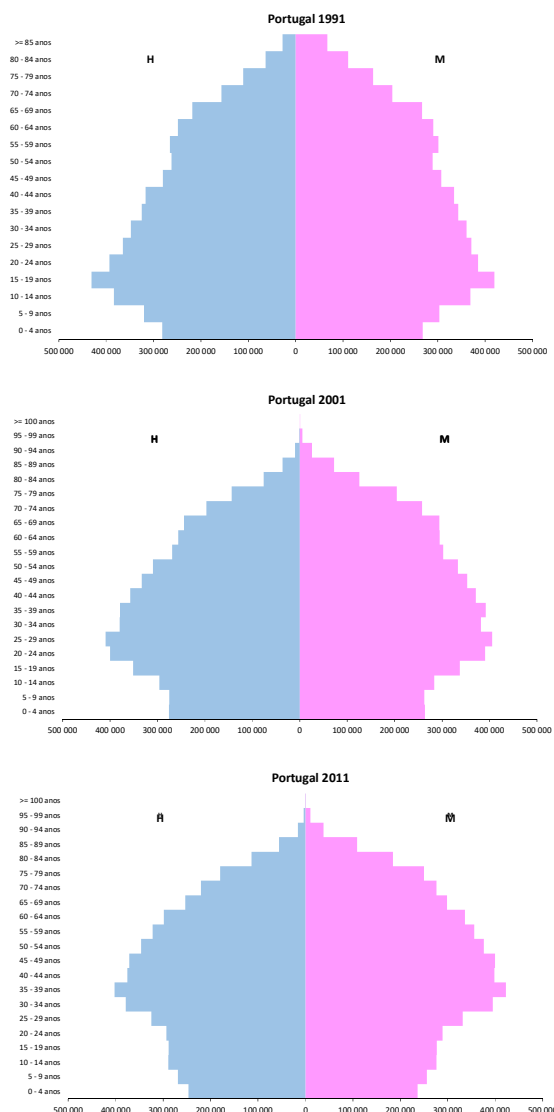 Portugal 1991
>= 85 anos
H
M
80 - 84 anos
75 - 79 anos
70 - 74 anos
65 - 69 anos
60 - 64 anos
55 - 59 anos
50 - 54 anos
45 - 49 anos
40 - 44 anos
35 - 39 anos
30 - 34 anos
25 - 29 anos
20 - 24 anos
15 - 19 anos
10 - 14 anos
5 - 9 anos
0 - 4 anos
500 000 400 000 300 000 200 000 100 000 0 100 000 200 000 300 000 400 000 500 000
Portugal 2001
>= 100 anos
95 - 99 anos
H
M
90 - 94 anos
85 - 89 anos
80 - 84 anos
75 - 79 anos
70 - 74 anos
65 - 69 anos
60 - 64 anos
55 - 59 anos
50 - 54 anos
45 - 49 anos
40 - 44 anos
35 - 39 anos
30 - 34 anos
25 - 29 anos
20 - 24 anos
15 - 19 anos
10 - 14 anos
5 - 9 anos
0 - 4 anos
500 000 400 000 300 000 200 000 100 000 0 100 000 200 000 300 000 400 000 500 000
Portugal 2011
>= 100 anos
95 - 99 anos
H
M
90 - 94 anos
85 - 89 anos
80 - 84 anos
75 - 79 anos
70 - 74 anos
65 - 69 anos
60 - 64 anos
55 - 59 anos
50 - 54 anos
45 - 49 anos
40 - 44 anos
35 - 39 anos
30 - 34 anos
25 - 29 anos
20 - 24 anos
15 - 19 anos
10 - 14 anos
5 - 9 anos
0 - 4 anos
500 000 400 000 300 000 200 000 100 000 0 100 000 200 000 300 000 400 000 500 000